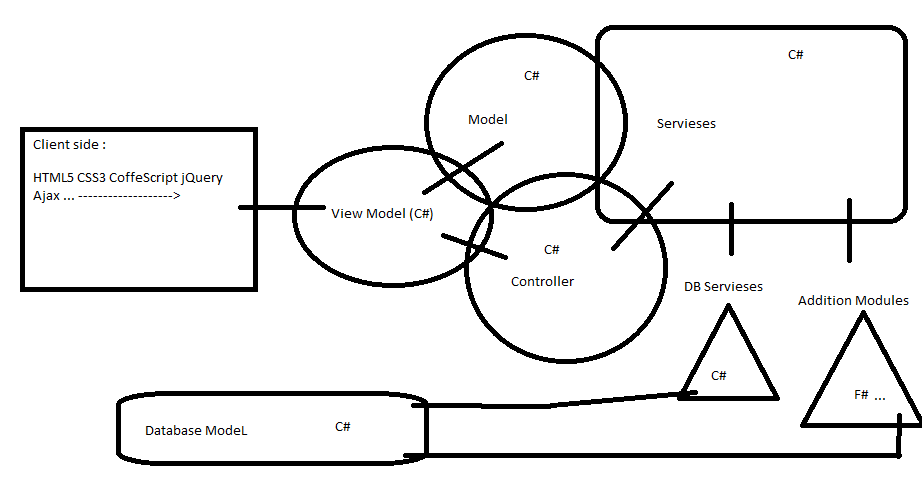 Client side :
HTML5 CSS3 CoffeScript jQuery
Ajax ... ------------------->
View Model (C#)
C#
Model
C#
Controller
C#
Servieses
DB Servieses
C#
Addition Modules
F# ...
Database ModeL
C#